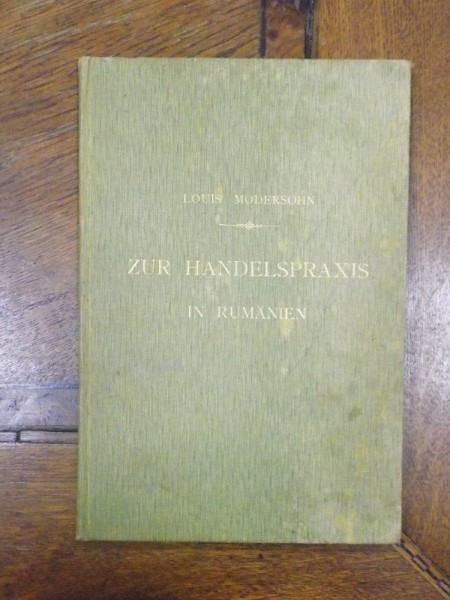 LOUIS MODERSOHN
ZUR HANDELSPRAXIS
IN RUMÄNIEN